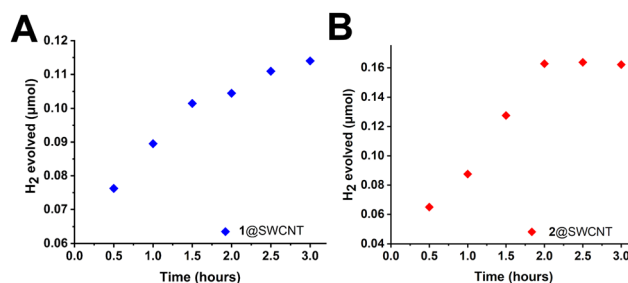 A
H2 evolved (μmol)
0.12
0.11
0.10
0.09
0.08
0.07
0.06
0.0 0.5 1.0 1.5 2.0 2.5 3.0
Time (hours)
1@SWCNT
B
H2 evolved (μmol)
0.16
0.14
0.12
0.10
0.08
0.06
0.04
0.0 0.5 1.0 1.5 2.0 2.5 3.0
Time (hours)
2@SWCNT